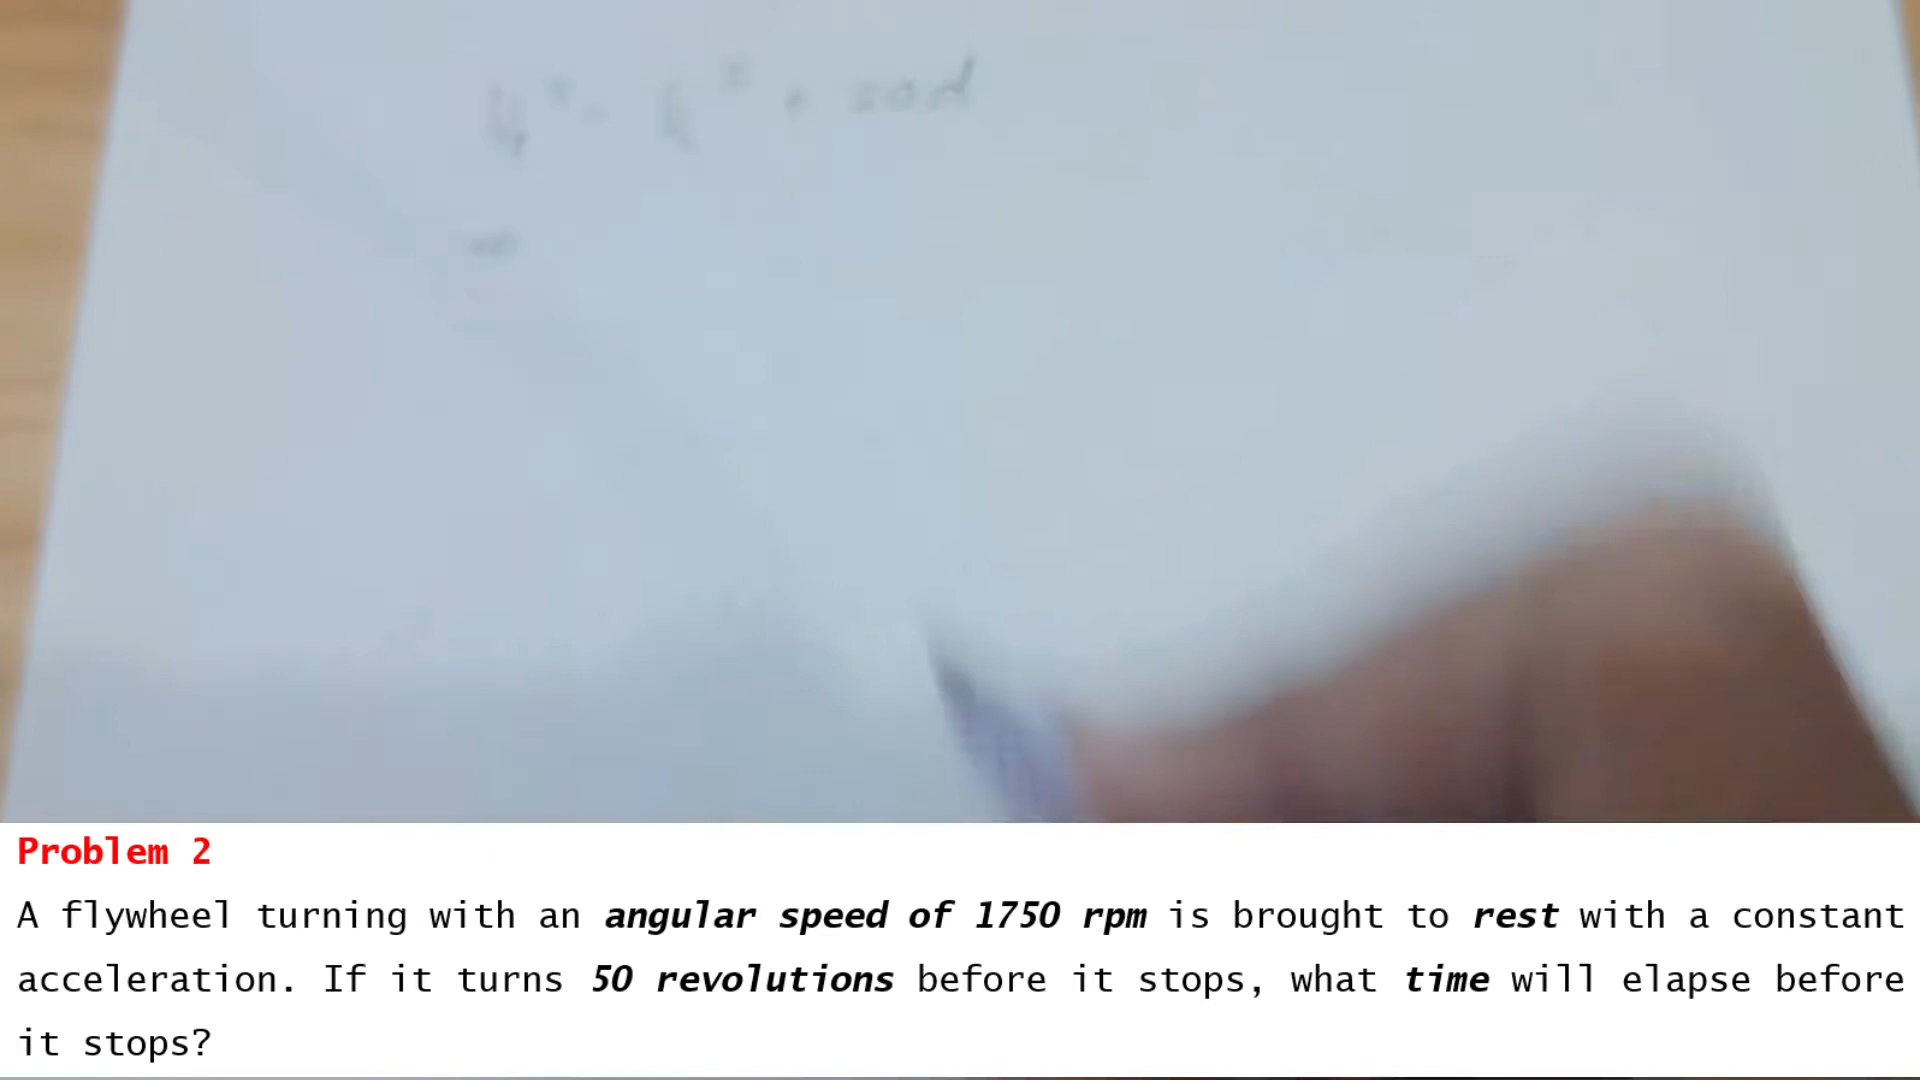 Problem 2
A flywheel turning with an angular speed of 1750 rpm is brought to rest with a constant
acceleration. If it turns 50 revolutions before it stops, what time will elapse before
it stops?